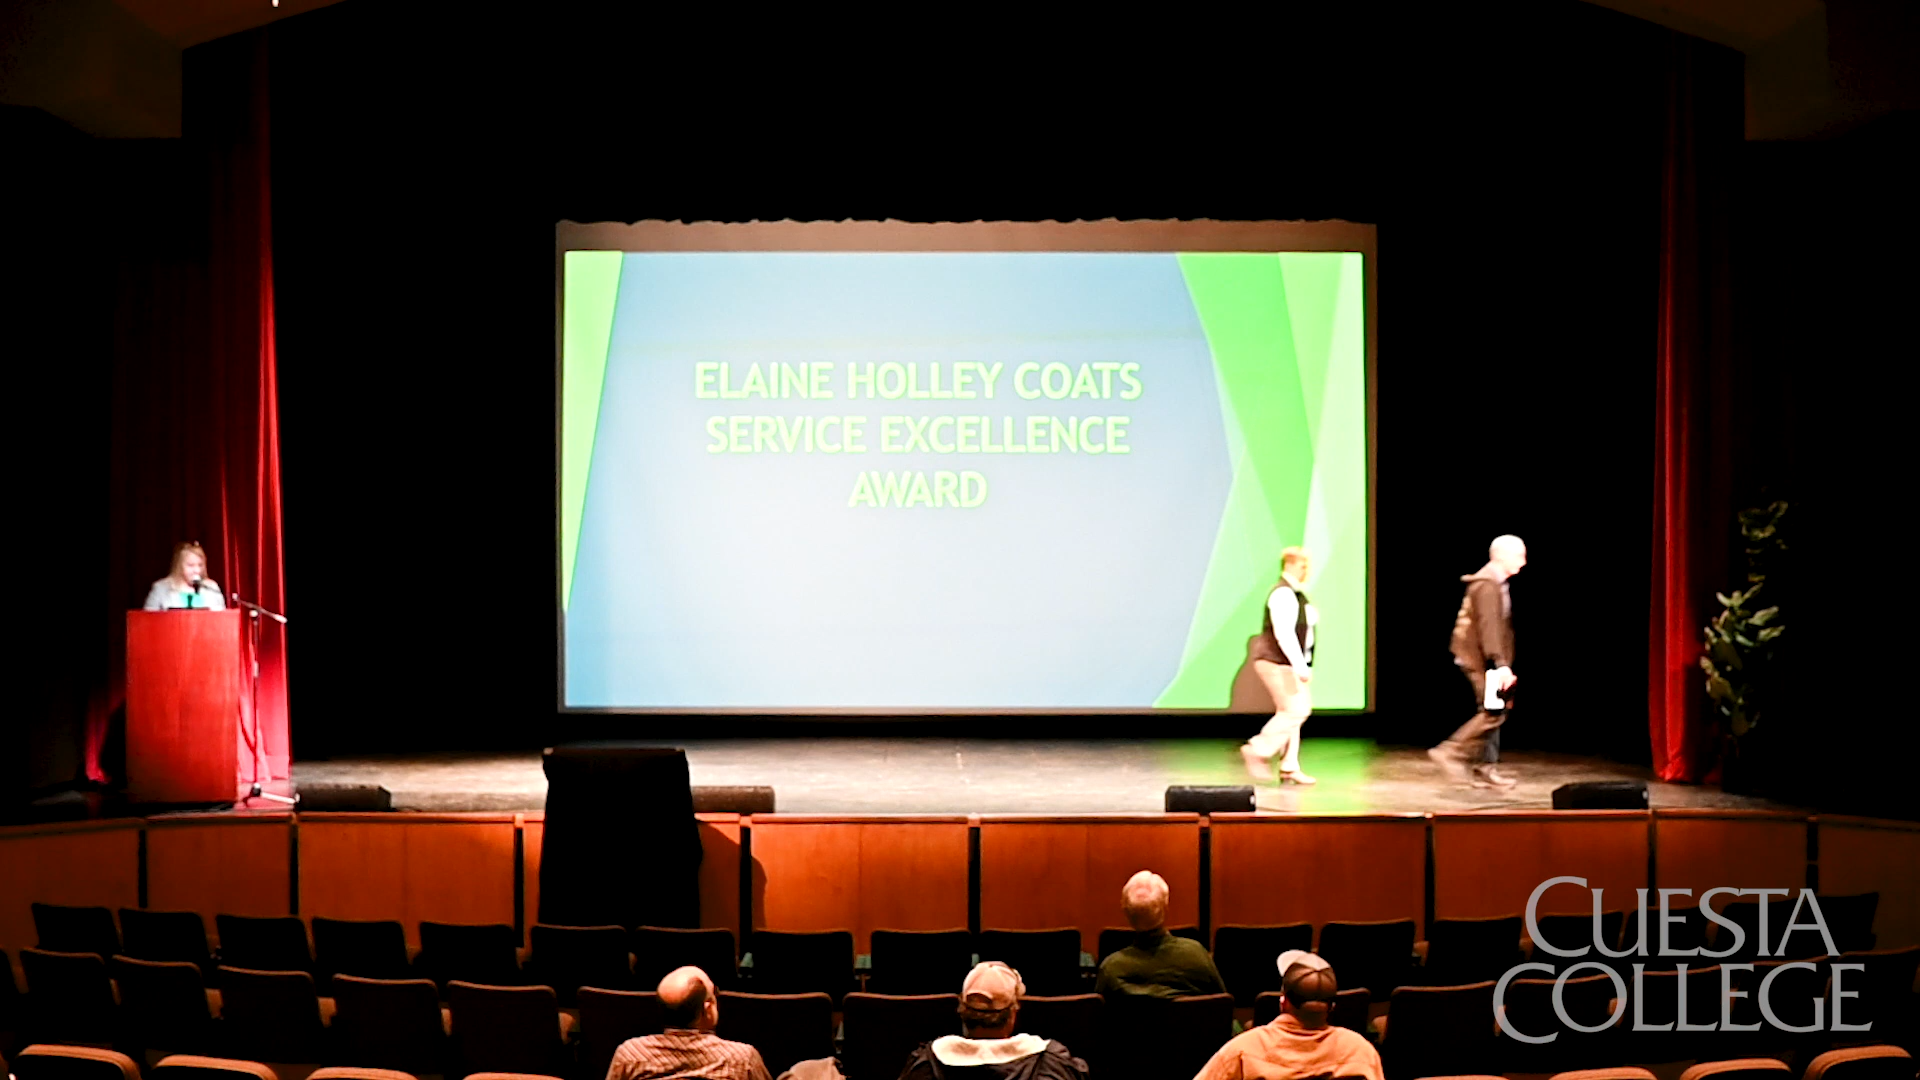 ELAINE HOLLEY COATS
SERVICE EXCELLENCE
AWARD
CUESTA
COLLEGE